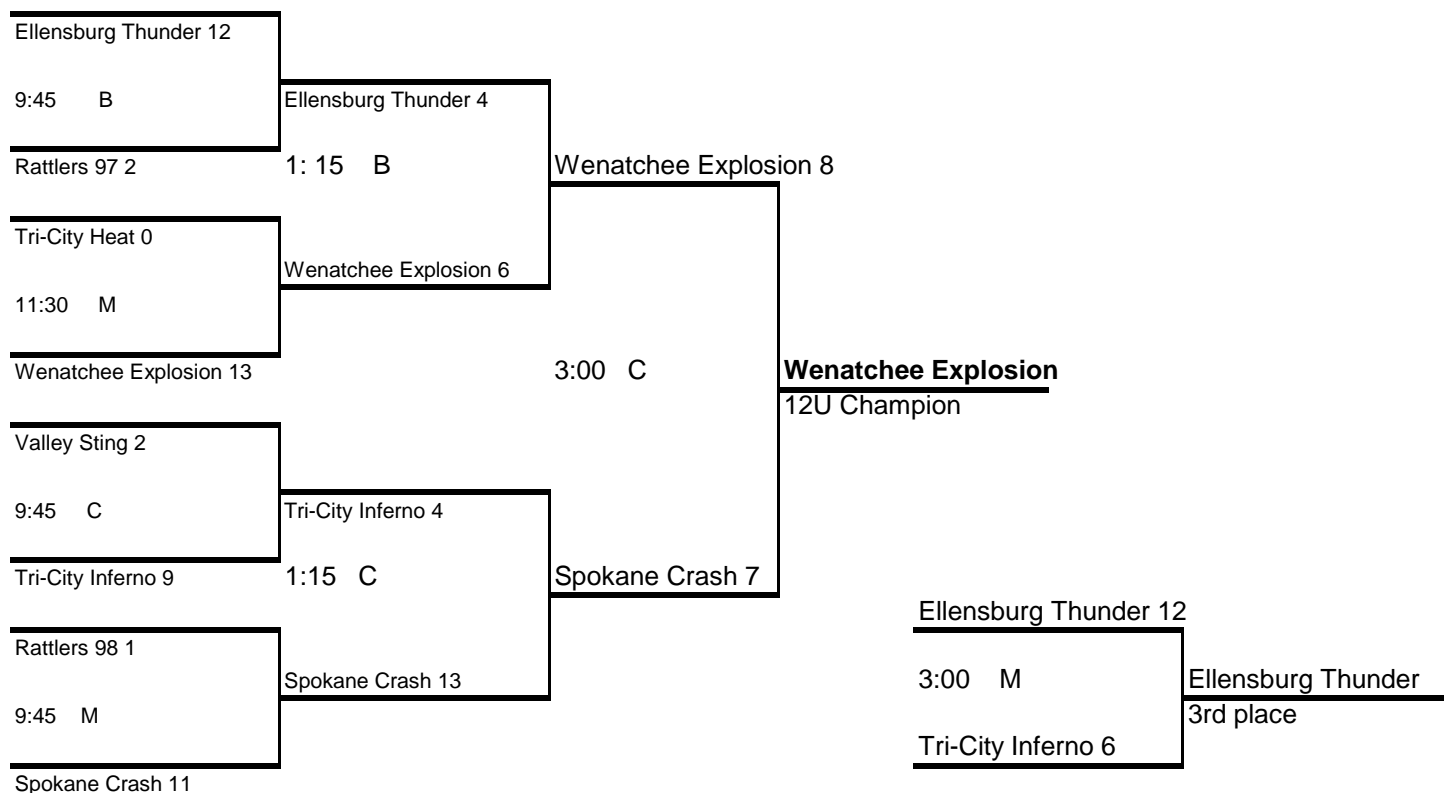 Ellensburg Thunder 12
9:45 B
Ellensburg Thunder 4
Rattlers 97 2
1: 15 B
Wenatchee Explosion 8
Tri-City Heat 0
Wenatchee Explosion 6
11:30 M
Wenatchee Explosion 13
3:00 C
Wenatchee Explosion
12U Champion
Valley Sting 2
9:45 C
Tri-City Inferno 4
Tri-City Inferno 9
1:15 C
Spokane Crash 7
Ellensburg Thunder 12
Rattlers 98 1
Spokane Crash 13
3:00 M
Ellensburg Thunder
9:45 M
3rd place
Tri-City Inferno 6
Spokane Crash 11